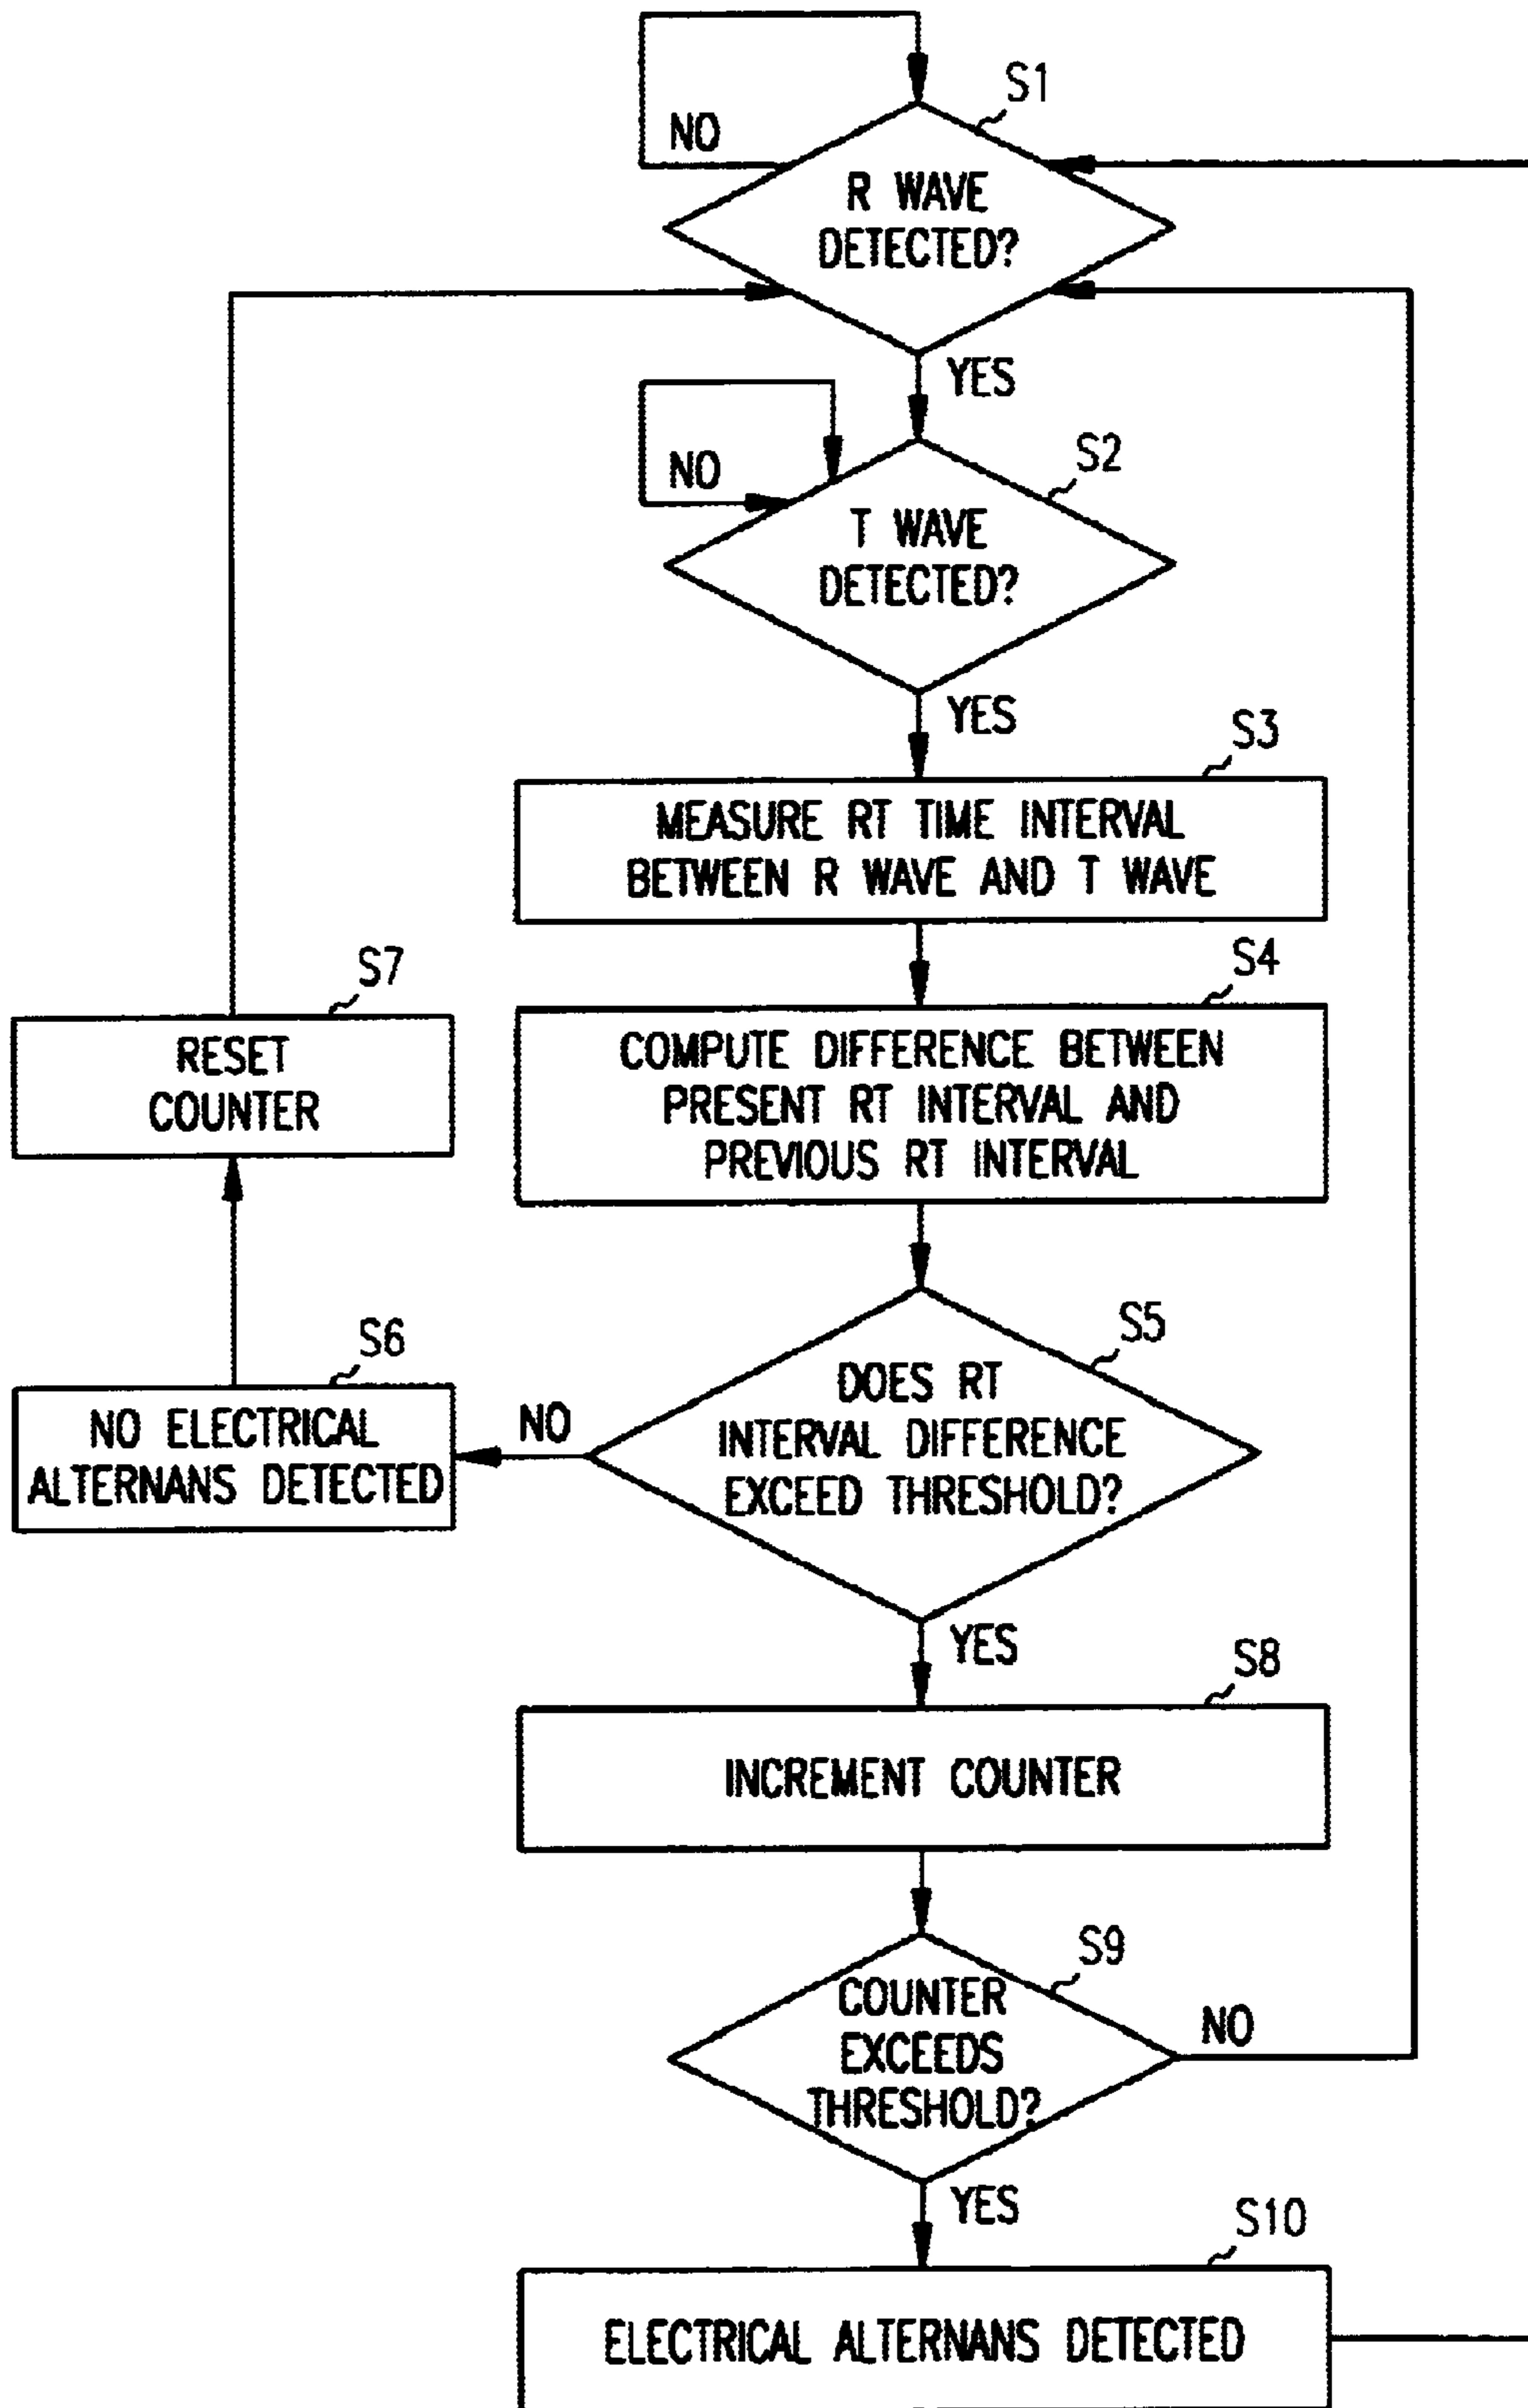 S1
NO
R WAVE
DETECTED?
YES
S2
NO
T WAVE
DETECTED?
YES
S3
MEASURE RT TIME INTERVAL
BETWEEN R WAVE AND T WAVE
S4
COMPUTE DIFFERENCE BETWEEN
PRESENT RT INTERVAL AND
PREVIOUS RT INTERVAL
S7
RESET
COUNTER
S5
DOES RT
INTERVAL DIFFERENCE
EXCEED THRESHOLD?
NO
S6
NO ELECTRICAL
ALTERNANS DETECTED
YES
S8
INCREMENT COUNTER
S9
COUNTER
EXCEEDS
THRESHOLD?
NO
YES
S10
ELECTRICAL ALTERNANS DETECTED